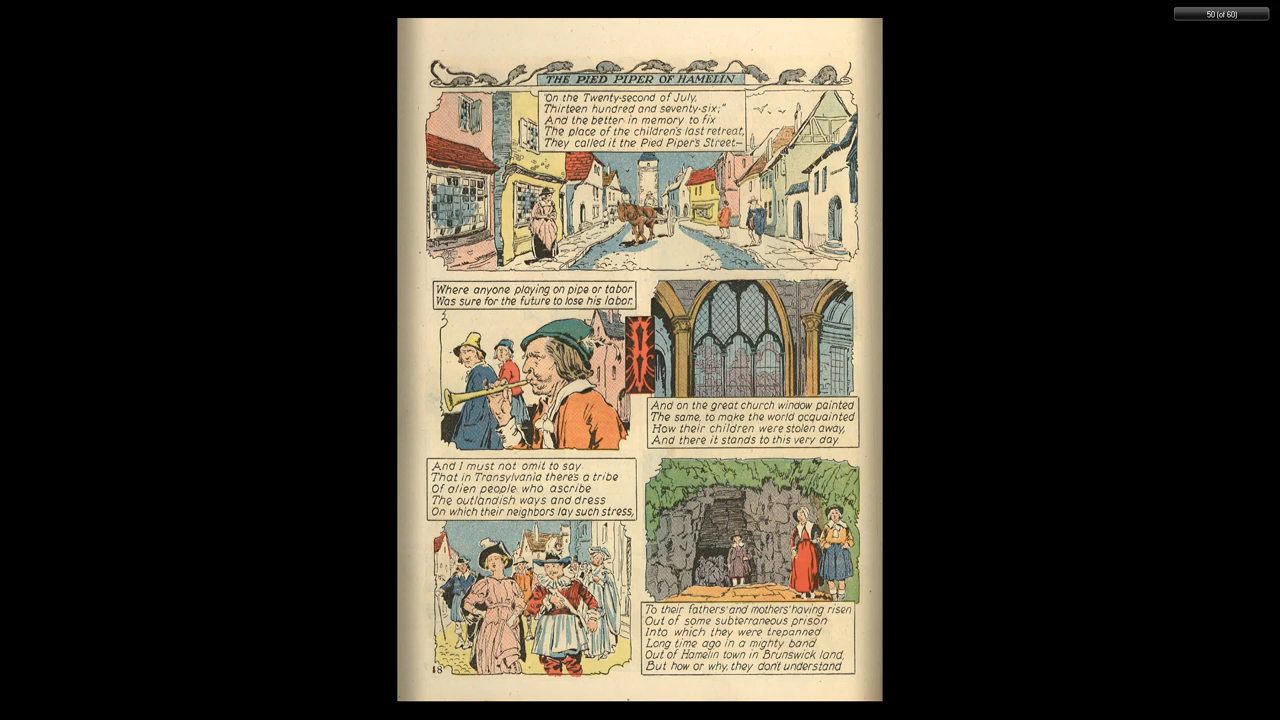 50 (of 60)
THE PIED PIPER OF HAMELIN
"On the Twenty-second of July,
Thirteen hundred and seventy-six;"
And the better in memory to fix
The place of the children's last retreat,
They called it the Pied Piper's Street—
Where anyone playing on pipe or tabor
Was sure for the future to lose his labor.
And on the great church window painted
The same, to make the world acquainted
How their children were stolen away,
And there it stands to this very day.
And I must not omit to say
That in Transylvania there's a tribe
Of alien people who ascribe
The outlandish ways and dress
On which their neighbors lay such stress,
To their fathers and mothers having risen
Out of some subterraneous prison
Into which they were trepanned
Long time ago in a mighty band
Out of Hamelin town in Brunswick land,
But how or why, they don't understand
18